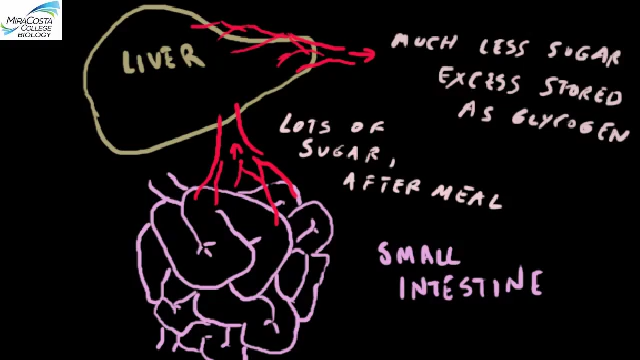 MIRACOSTA
COLLEGE
BIOLOGY
LIVER
MUCH LESS SUGAR
EXCESS STORED
AS GLYCOGEN
LOTS OF
SUGAR,
AFTER MEAL
SMALL
INTESTINE